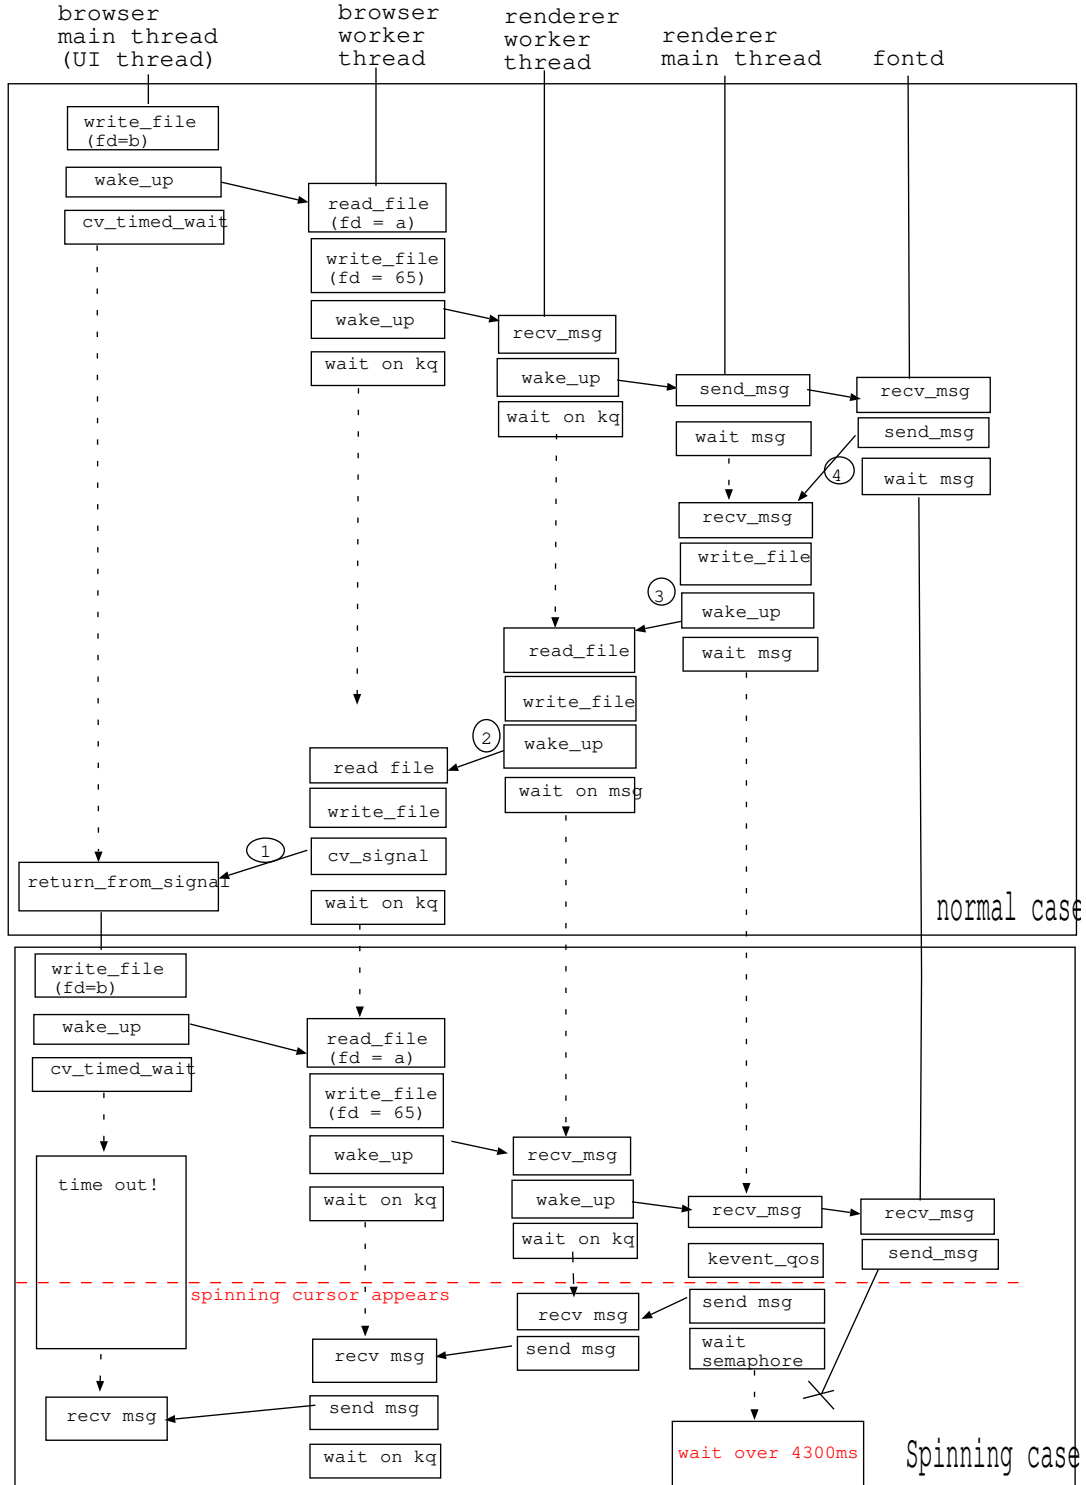 browser
main thread
(UI thread)
browser
worker
thread
renderer
worker
thread
renderer
main thread
fontd
write_file
(fd=b)
wake_up
cv_timed_wait
read_file
(fd = a)
write_file
(fd = 65)
wake_up
wait on kq
recv_msg
wake_up
wait on kq
send_msg
wait msg
recv_msg
send_msg
wait msg
4
recv_msg
write_file
3
wake_up
wait msg
read_file
write_file
2
wake_up
wait on msg
read file
write_file
1
cv_signal
return_from_signal
wait on kq
normal case
write_file
(fd=b)
wake_up
cv_timed_wait
read_file
(fd = a)
write_file
(fd = 65)
wake_up
wait on kq
time out!
recv_msg
wake_up
wait on kq
recv_msg
kevent_qos
recv_msg
send_msg
spinning cursor appears
send msg
wait
semaphore
recv msg
send msg
recv msg
send msg
wait on kq
recv msg
wait over 4300ms
Spinning case